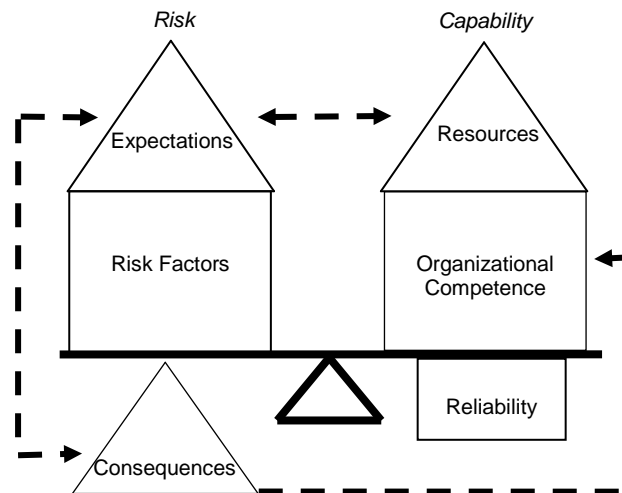 Risk
Capability
Expectations
Resources
Risk Factors
Organizational
Competence
Reliability
Consequences